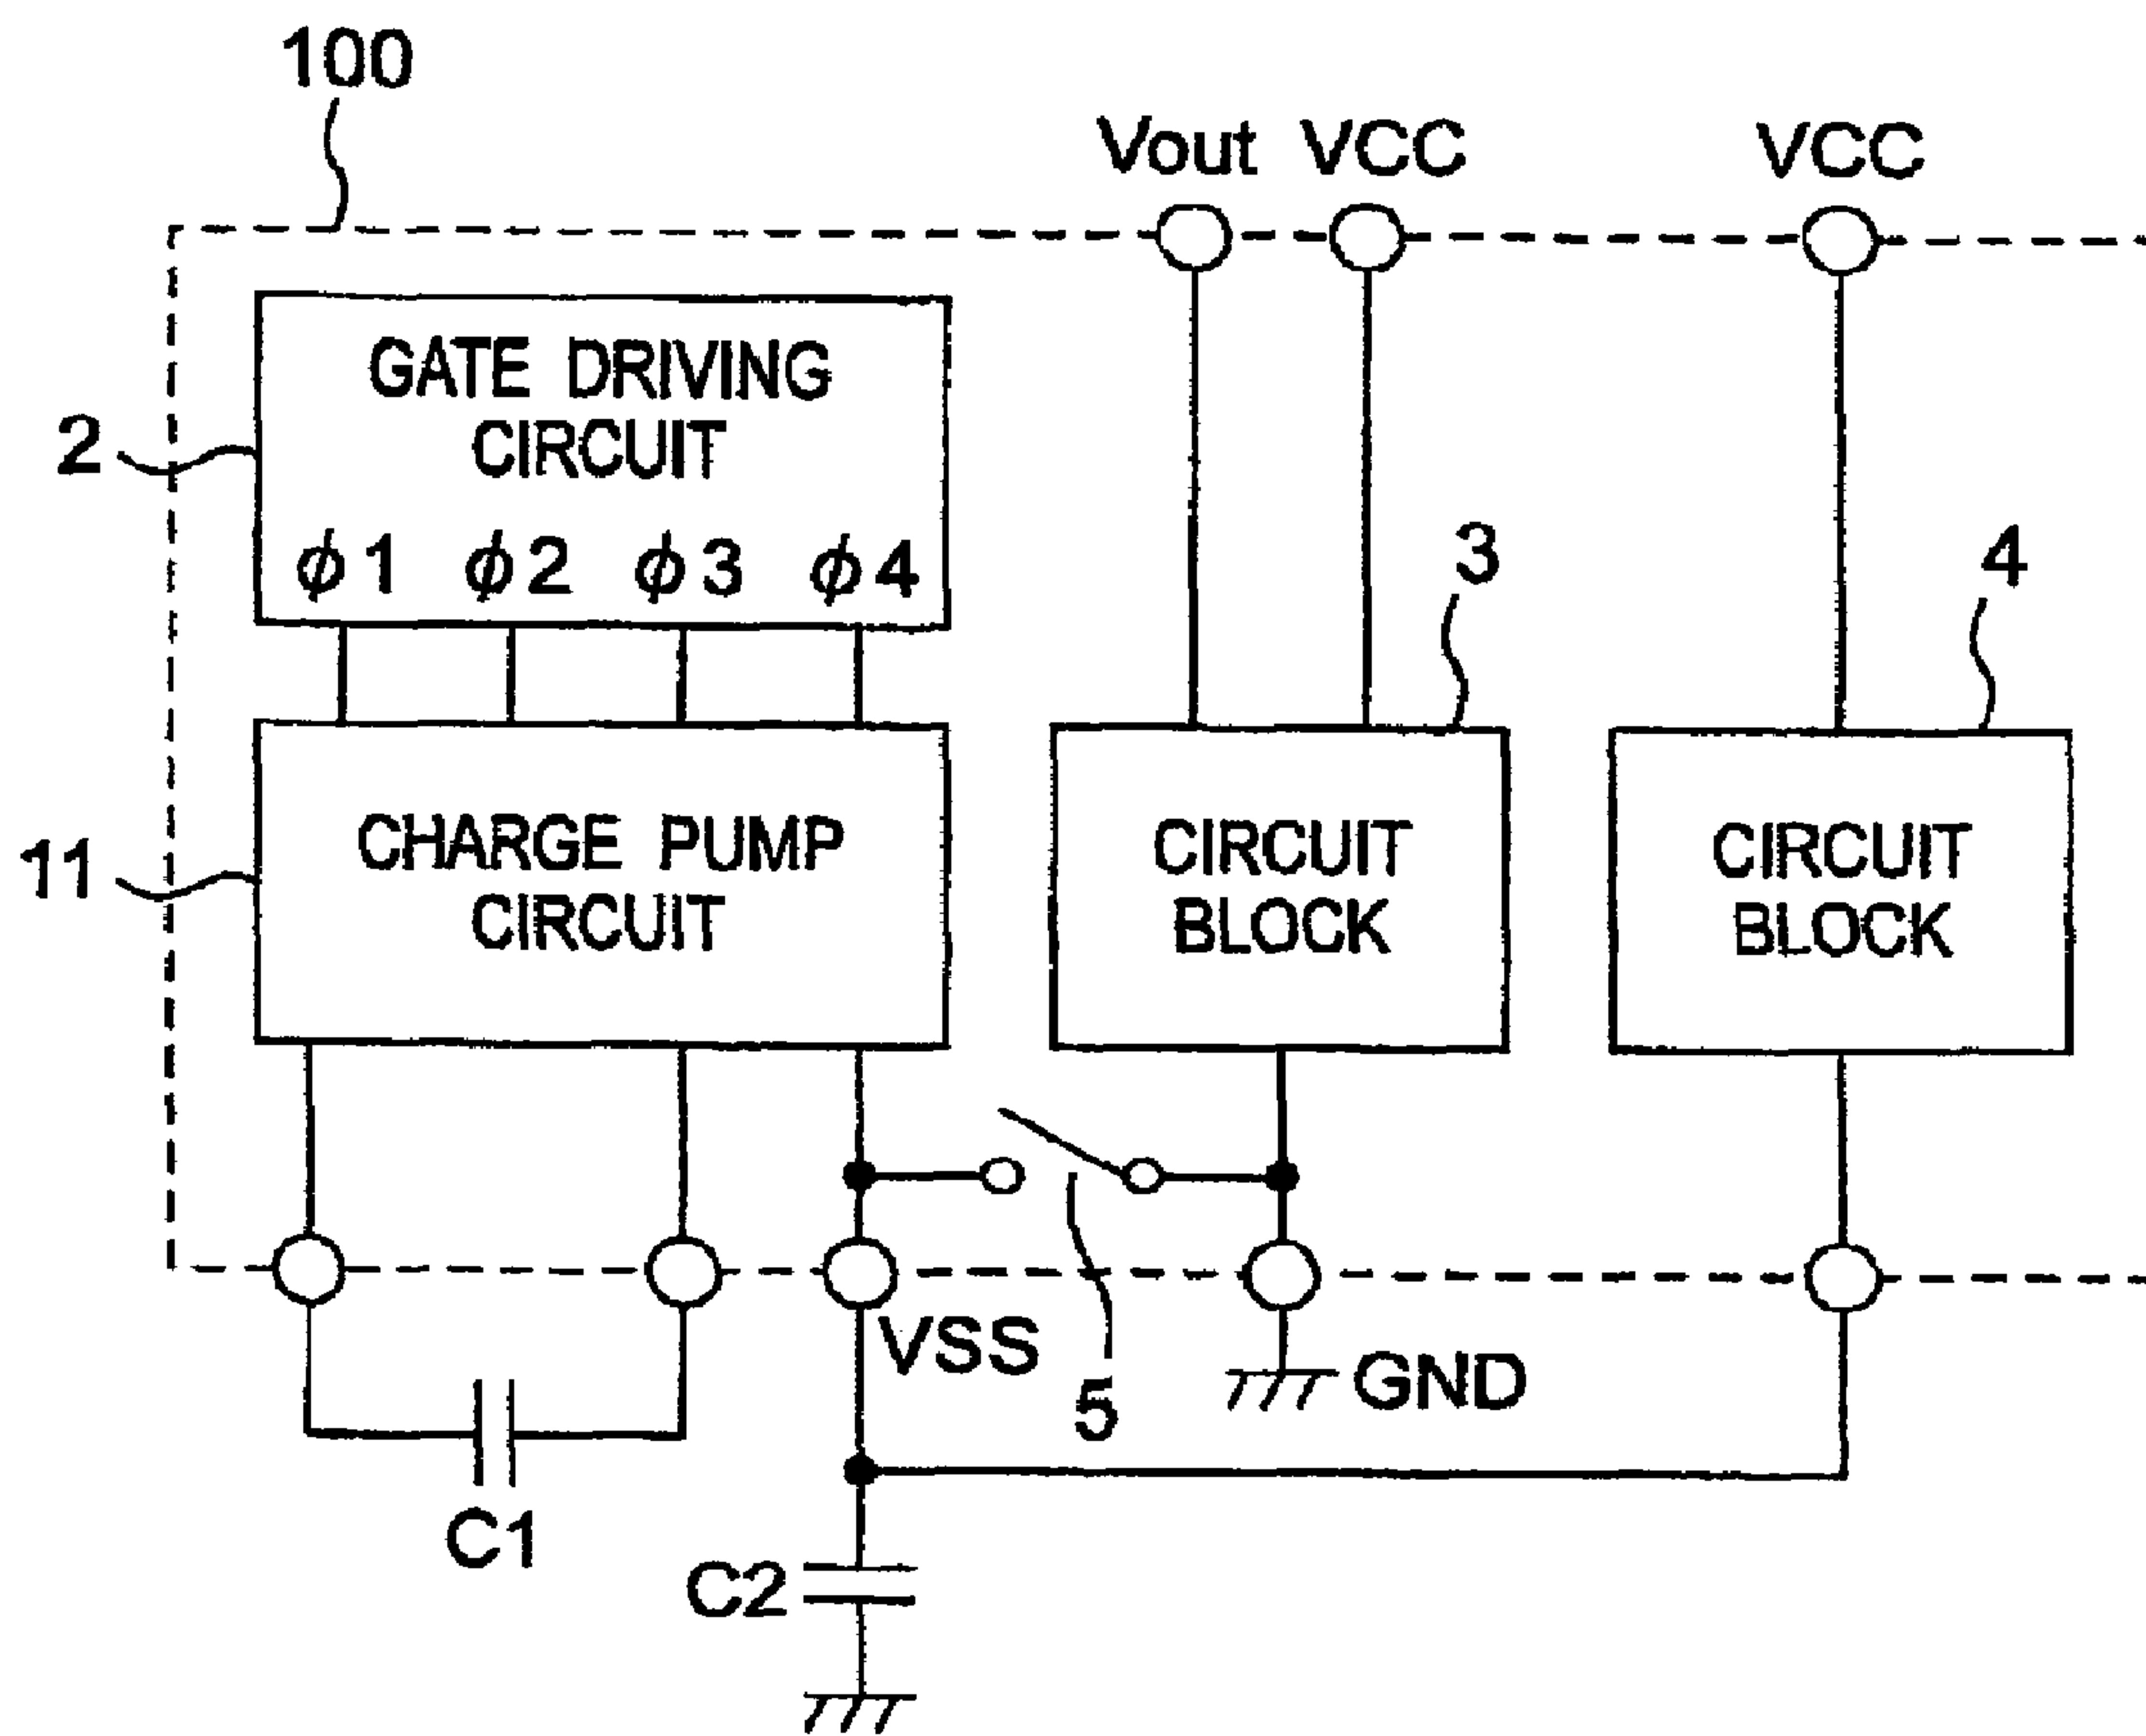 100
Vout VCC VCC
GATE DRIVING
CIRCUIT
2
ϕ1 ϕ2 ϕ3 ϕ4
3
4
CHARGE PUMP
CIRCUIT
11
CIRCUIT
BLOCK
CIRCUIT
BLOCK
VSS
5
GND
C1
C2